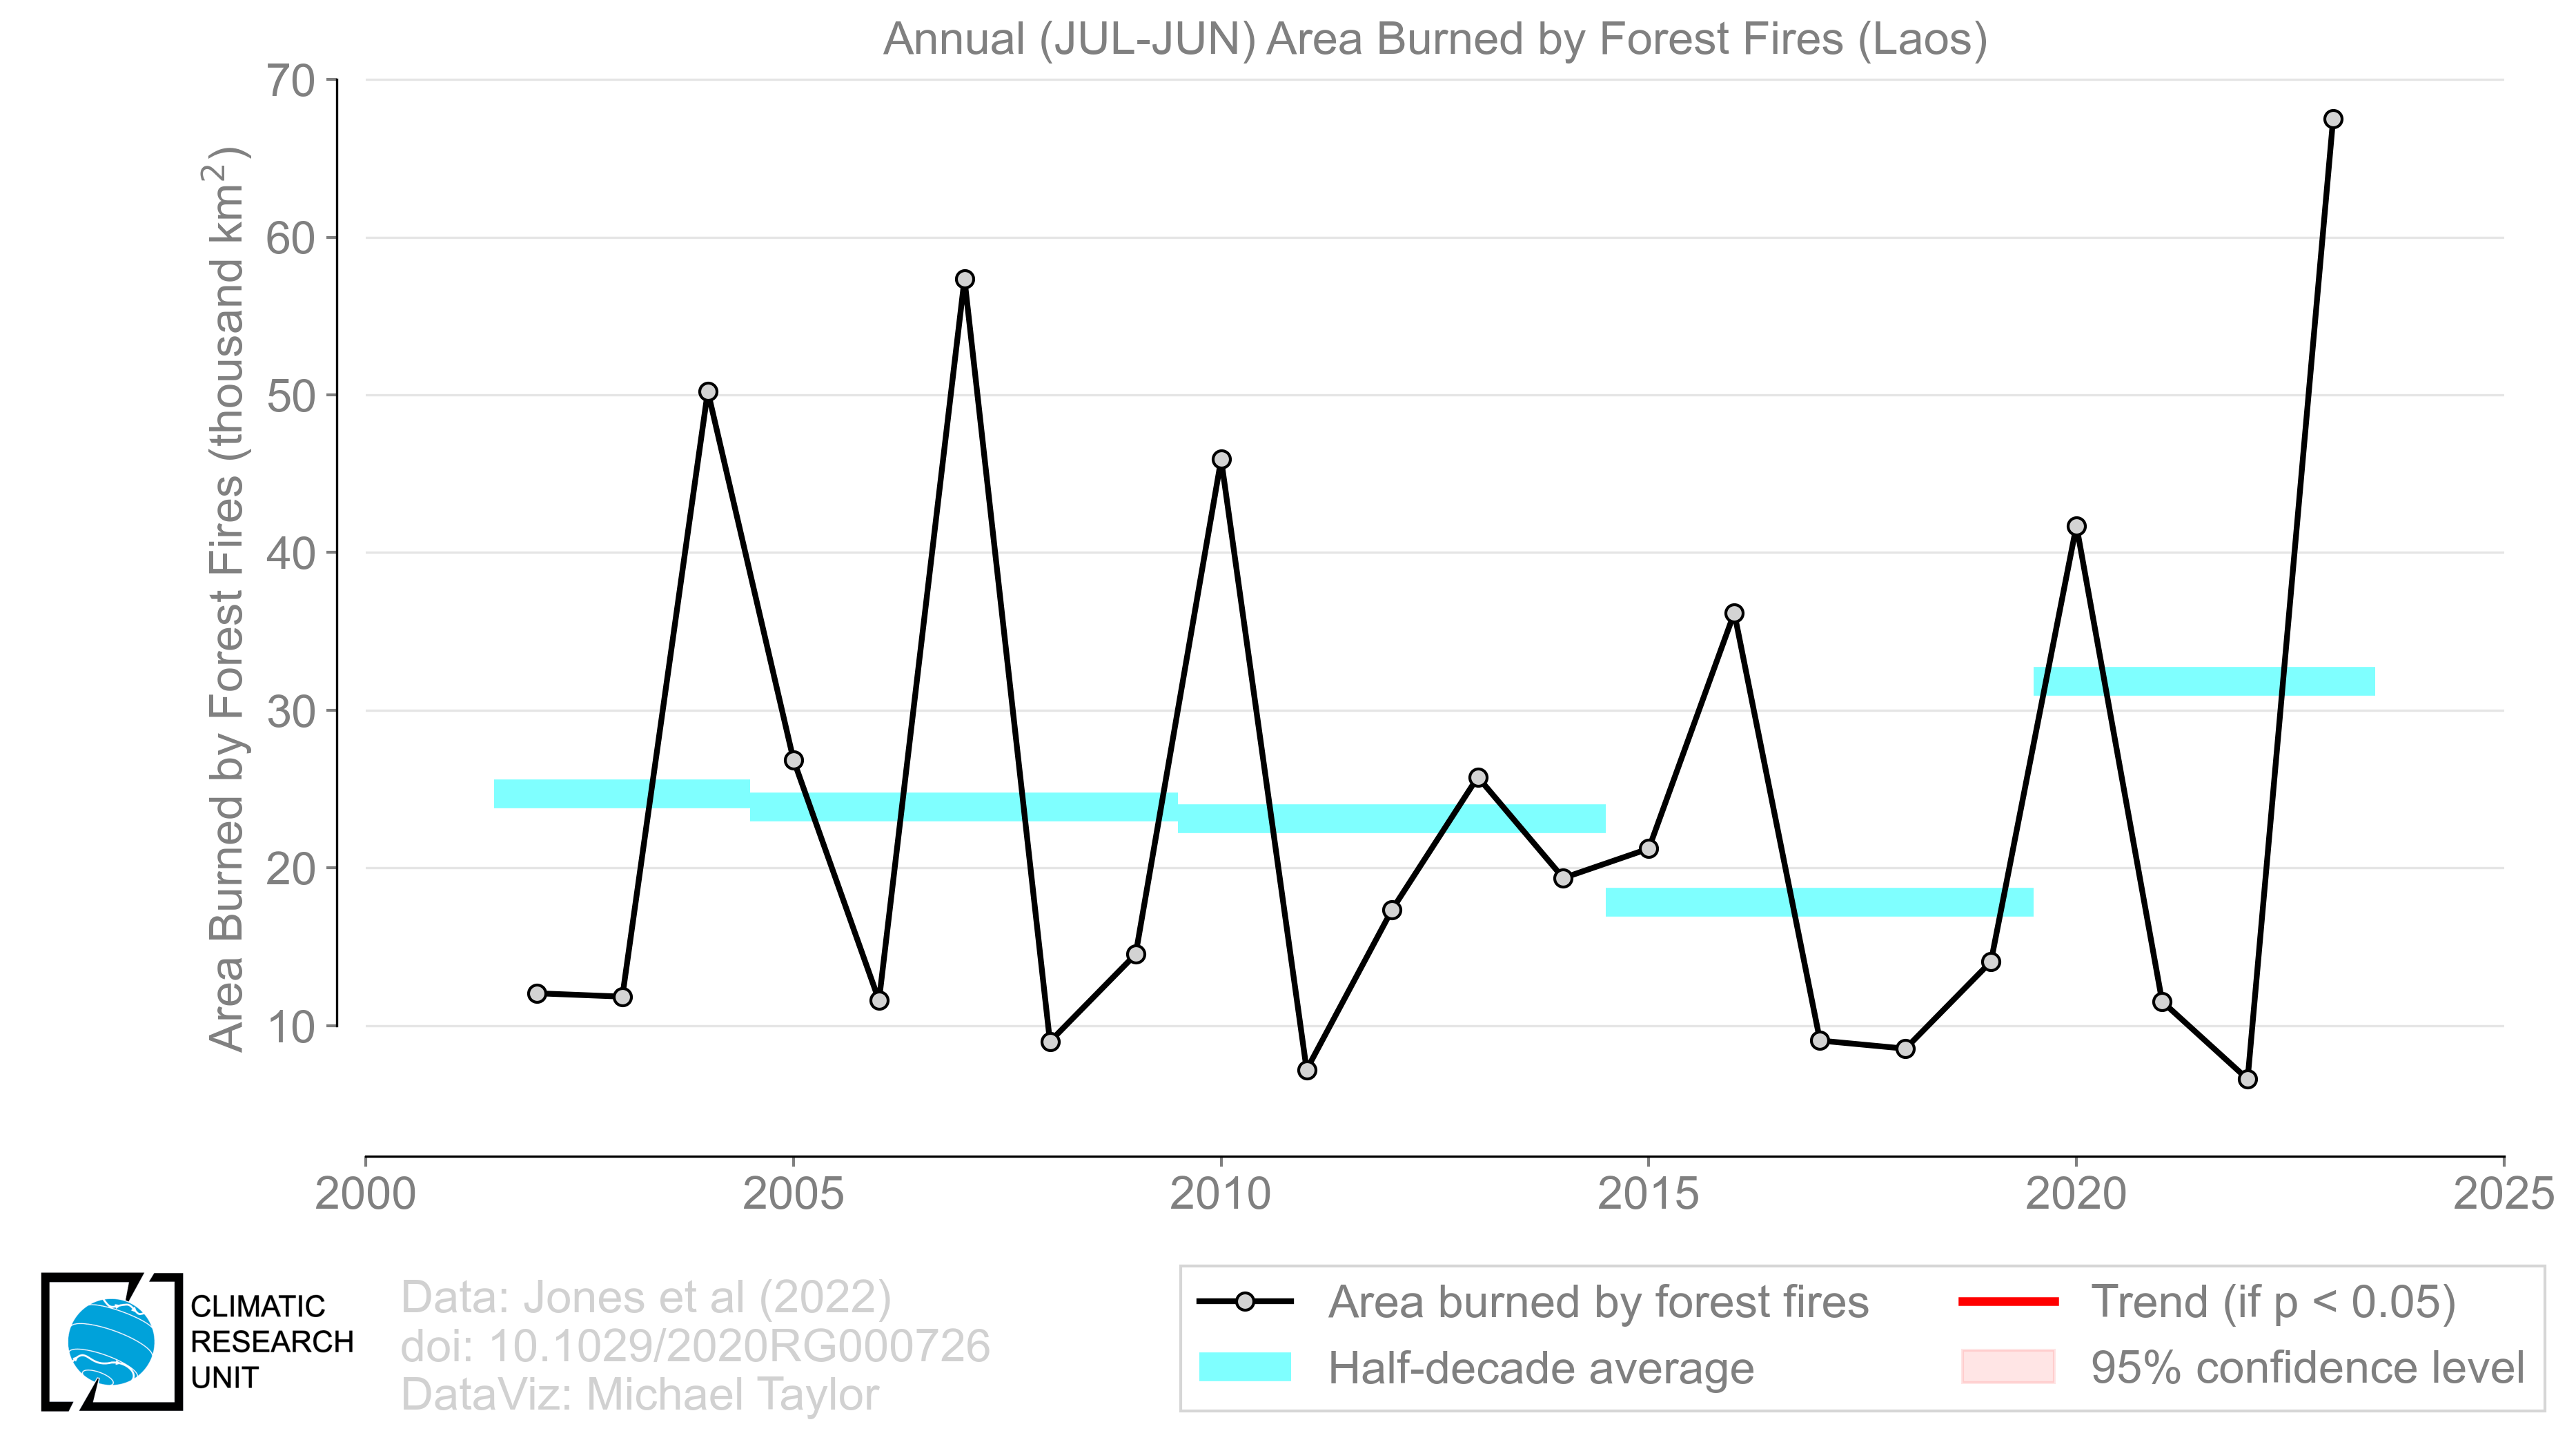 Annual (JUL-JUN) Area Burned by Forest Fires (Laos)
Area Burned by Forest Fires (thousand km²)
70
60
50
40
30
20
10
2000 2005 2010 2015 2020 2025
CLIMATIC
RESEARCH
UNIT
Data: Jones et al (2022)
doi: 10.1029/2020RG000726
DataViz: Michael Taylor
Area burned by forest fires
Half-decade average
Trend (if p < 0.05)
95% confidence level